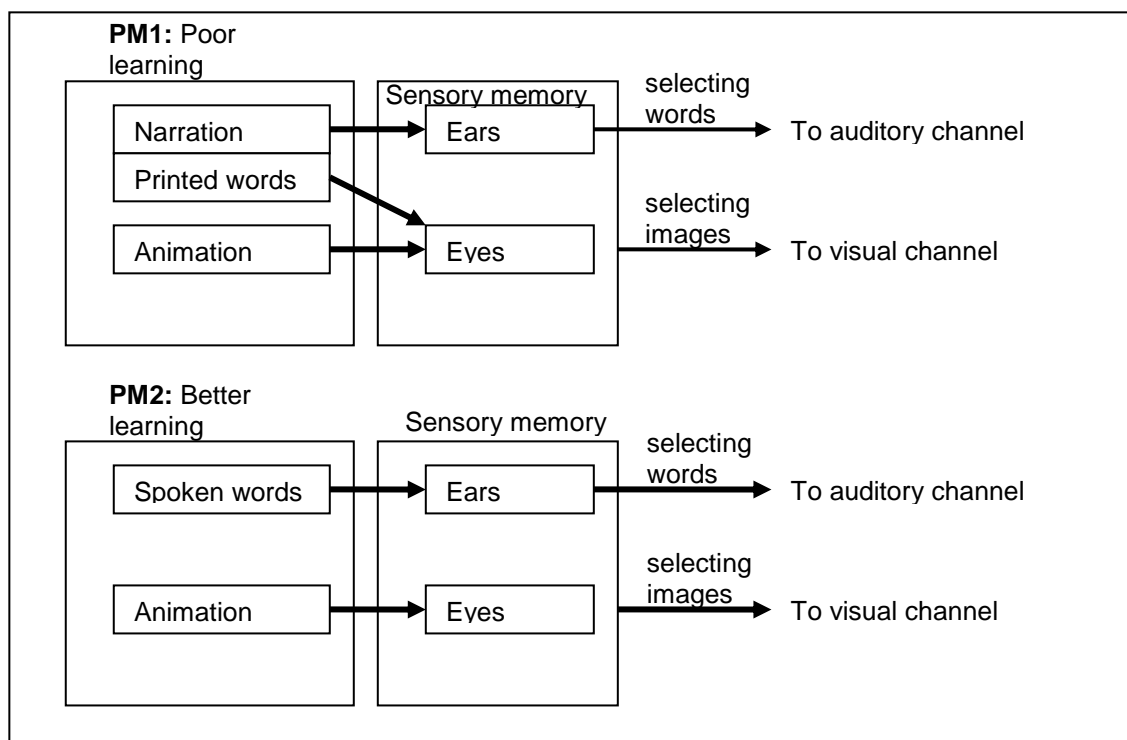 PM1: Poor
learning
Sensory memory
selecting
words
Narration
Ears
To auditory channel
Printed words
selecting
images
Animation
Eyes
To visual channel
PM2: Better
learning
Sensory memory
selecting
words
Spoken words
Ears
To auditory channel
selecting
images
Animation
Eyes
To visual channel